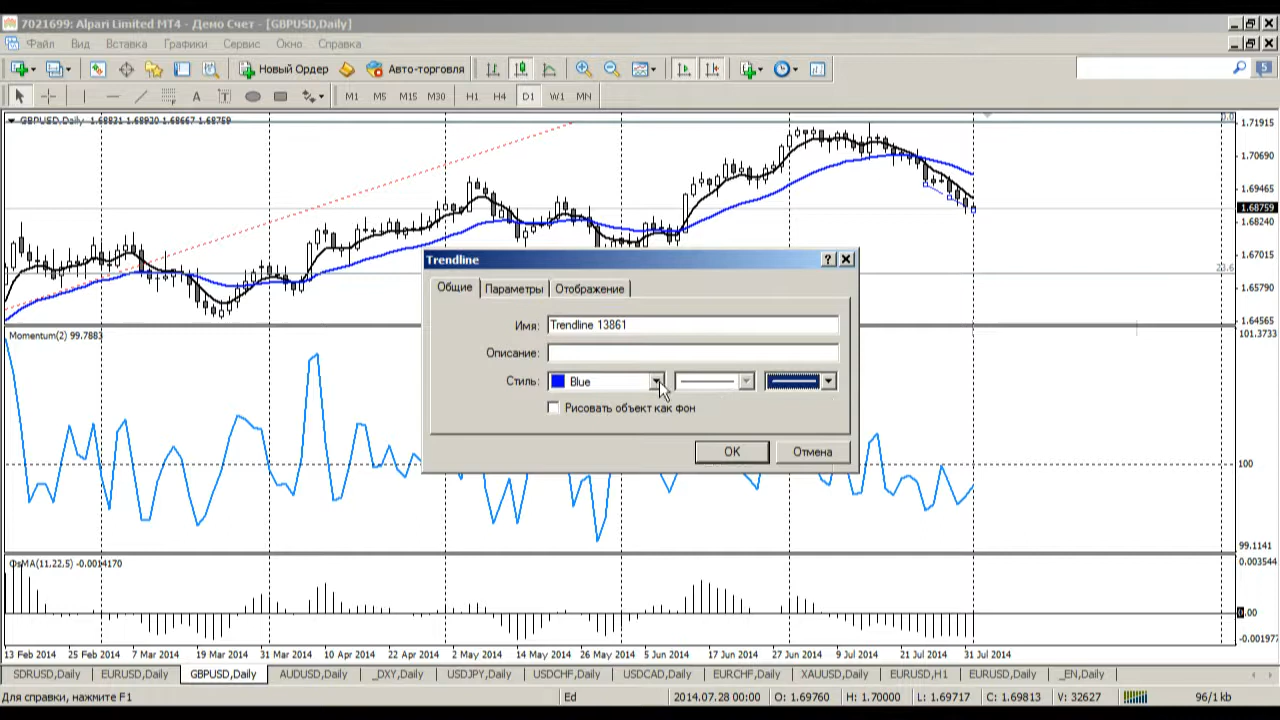 7021699: Alpari Limited MT4 - Демо Счет - [GBPUSD,Daily]
Файл Вид Вставка Графики Сервис Окно Справка
Новый Ордер Авто-торговля 5
A T M1 M5 M15 M30 H1 H4 D1 W1 MN
GBPUSD,Daily 1.68831 1.68920 1.68667 1.68759
0.0
1.71915
1.70690
1.69465
1.68759
1.68240
1.67015
23.6
1.65790
1.64565
Trendline
Общие Параметры Отображение
Имя: Trendline 13861
Описание:
Стиль: Blue
Рисовать объект как фон
OK Отмена
Momentum(2) 99.7883
101.3733
100
99.1141
OsMA(11,22,5) -0.0014170
0.003544
0.00
-0.001977
13 Feb 2014 25 Feb 2014 7 Mar 2014 19 Mar 2014 31 Mar 2014 10 Apr 2014 22 Apr 2014 2 May 2014 14 May 2014 26 May 2014 5 Jun 2014 17 Jun 2014 27 Jun 2014 9 Jul 2014 21 Jul 2014 31 Jul 2014
SDRUSD,Daily EURUSD,Daily GBPUSD,Daily AUDUSD,Daily _DXY,Daily USDJPY,Daily USDCHF,Daily USDCAD,Daily EURCHF,Daily XAUUSD,Daily EURUSD,H1 EURUSD,Daily _EN,Daily
Для справки, нажмите F1 Ed 2014.07.28 00:00 O: 1.69760 H: 1.70000 L: 1.69717 C: 1.69813 V: 32627 96/1 kb